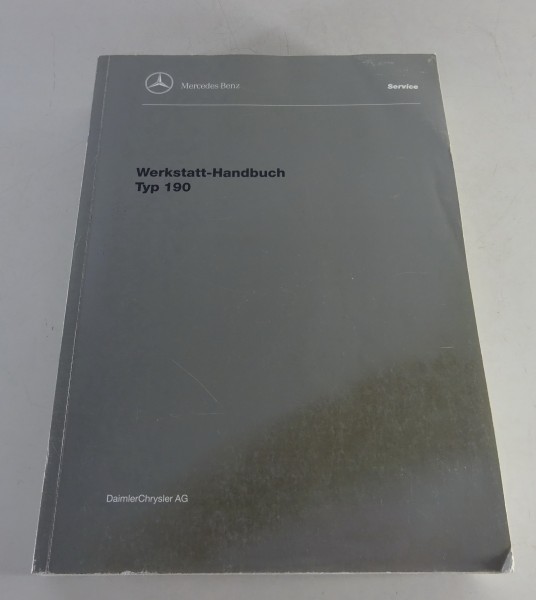 Mercedes-Benz Service
Werkstatt-Handbuch
Typ 190
DaimlerChrysler AG